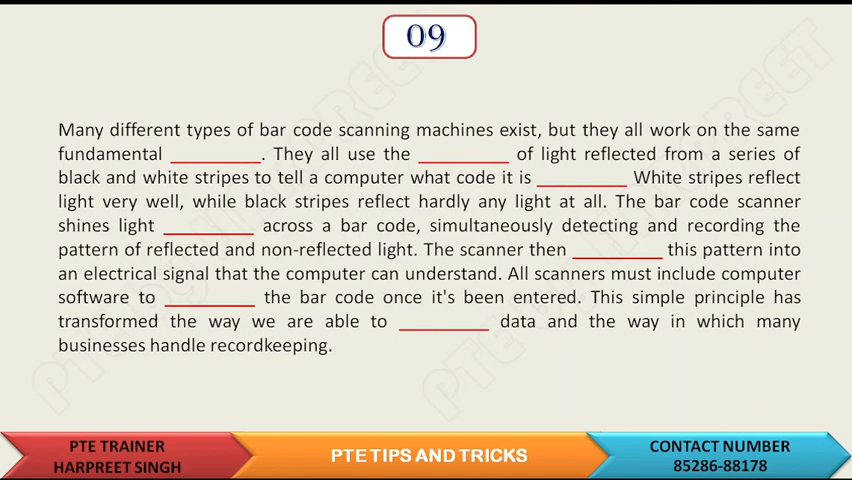 09
Many different types of bar code scanning machines exist, but they all work on the same
fundamental _________. They all use the _________ of light reflected from a series of
black and white stripes to tell a computer what code it is _________ White stripes reflect
light very well, while black stripes reflect hardly any light at all. The bar code scanner
shines light _________ across a bar code, simultaneously detecting and recording the
pattern of reflected and non-reflected light. The scanner then _________ this pattern into
an electrical signal that the computer can understand. All scanners must include computer
software to _________ the bar code once it's been entered. This simple principle has
transformed the way we are able to _________ data and the way in which many
businesses handle recordkeeping.
PTE TRAINER
HARPREET SINGH
PTE TIPS AND TRICKS
CONTACT NUMBER
85286-88178